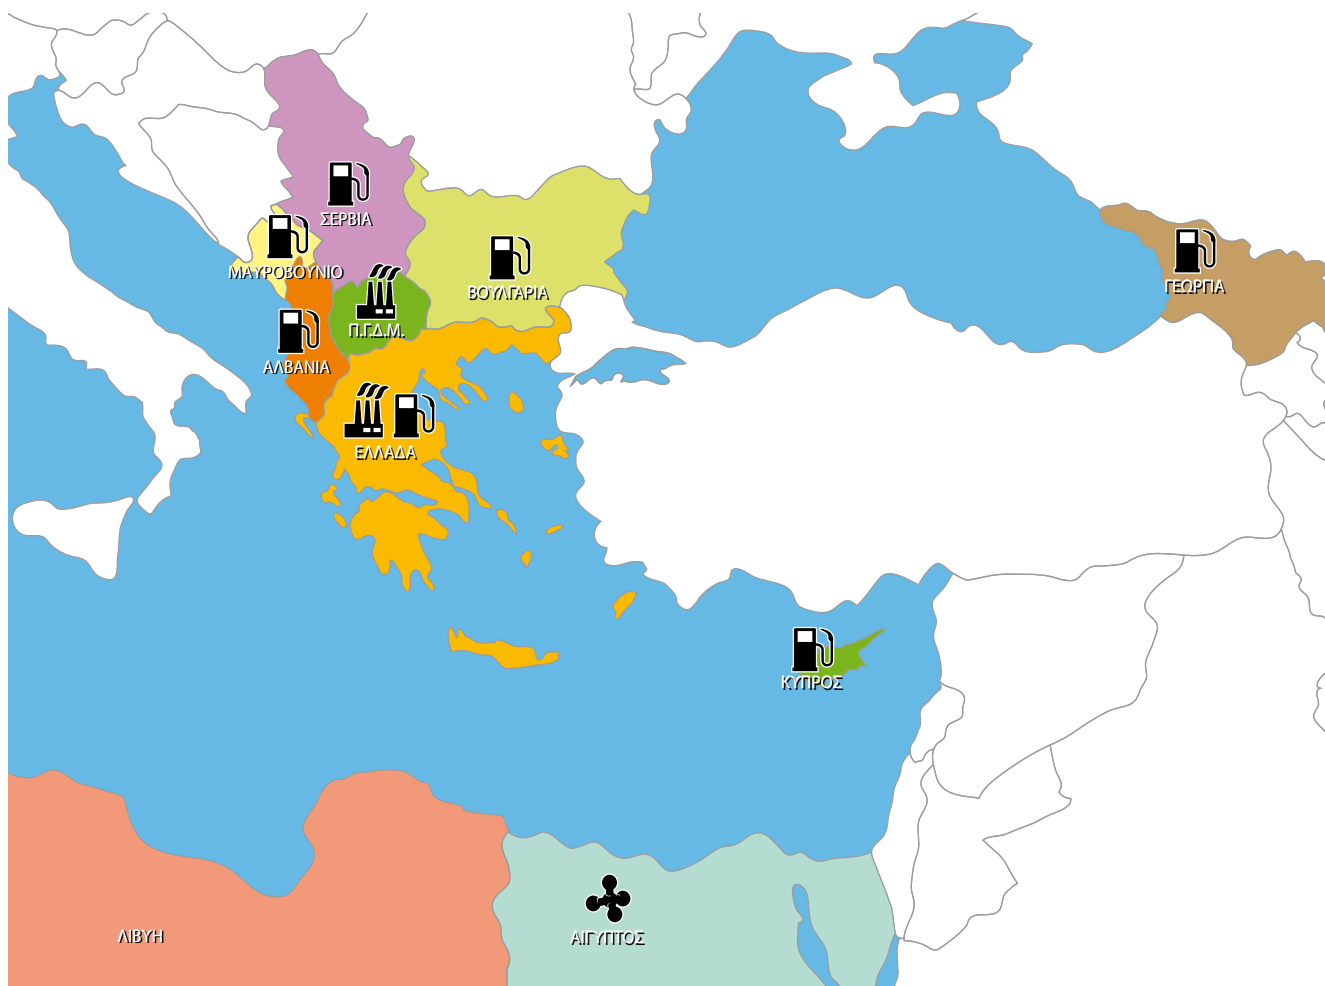 ΣΕΡΒΙΑ
ΜΑΥΡΟΒΟΥΝΙΟ
ΒΟΥΛΓΑΡΙΑ
ΓΕΩΡΓΙΑ
Π.Γ.Δ.Μ.
ΑΛΒΑΝΙΑ
ΕΛΛΑΔΑ
ΚΥΠΡΟΣ
ΛΙΒΥΗ
ΑΙΓΥΠΤΟΣ